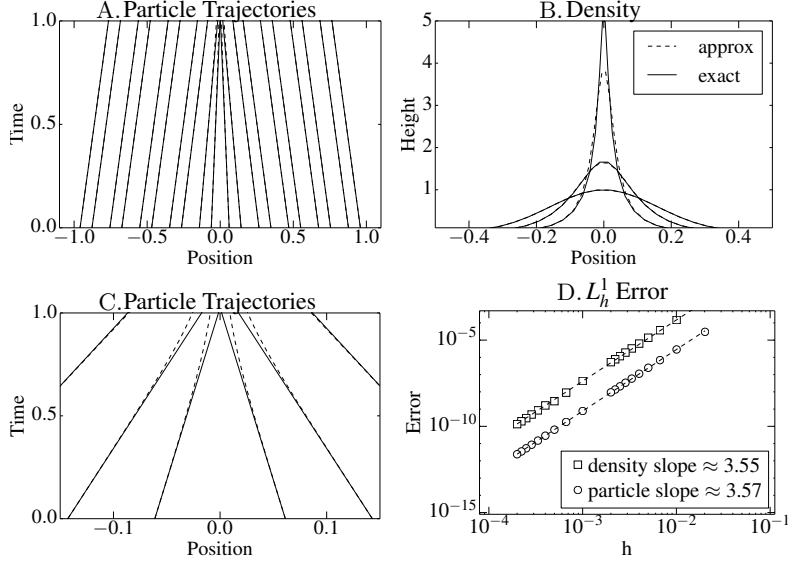 A. Particle Trajectories
1.0
0.5
0.0
Time
−1.0 −0.5 0.0 0.5 1.0
Position
B. Density
5
4
3
2
1
Height
approx
exact
−0.4 −0.2 0.0 0.2 0.4
Position
C. Particle Trajectories
1.0
0.5
0.0
Time
−0.1 0.0 0.1
Position
D. L¹ₕ Error
10⁻⁵
10⁻¹⁰
10⁻¹⁵
Error
density slope ≈ 3.55
particle slope ≈ 3.57
10⁻⁴ 10⁻³ 10⁻² 10⁻¹
h